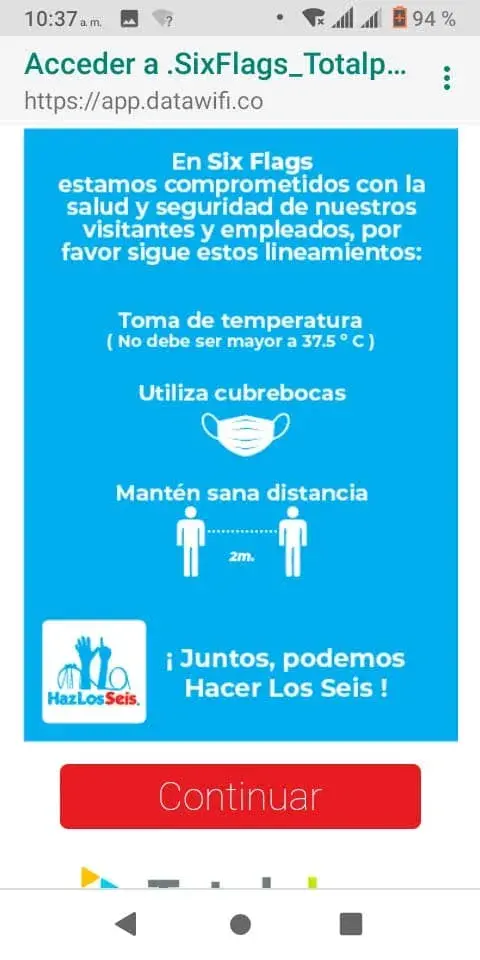 10:37 a. m.
94 %
Acceder a .SixFlags_Totalp...
https://app.datawifi.co
En Six Flags
estamos comprometidos con la
salud y seguridad de nuestros
visitantes y empleados, por
favor sigue estos lineamientos:
Toma de temperatura
( No debe ser mayor a 37.5 ° C )
Utiliza cubrebocas
Mantén sana distancia
2m.
HazLosSeis.
¡ Juntos, podemos
Hacer Los Seis !
Continuar